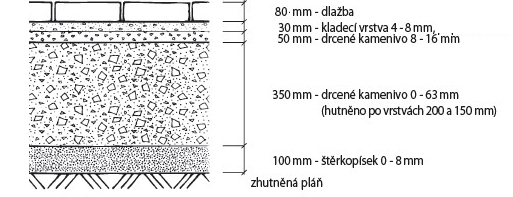 80 mm - dlažba
30 mm - kladecí vrstva 4 - 8 mm,
50 mm - drcené kamenivo 8 - 16 mm
350 mm - drcené kamenivo 0 - 63 mm
(hutněno po vrstvách 200 a 150 mm)
100 mm - štěrkopísek 0 - 8 mm
zhutněná pláň